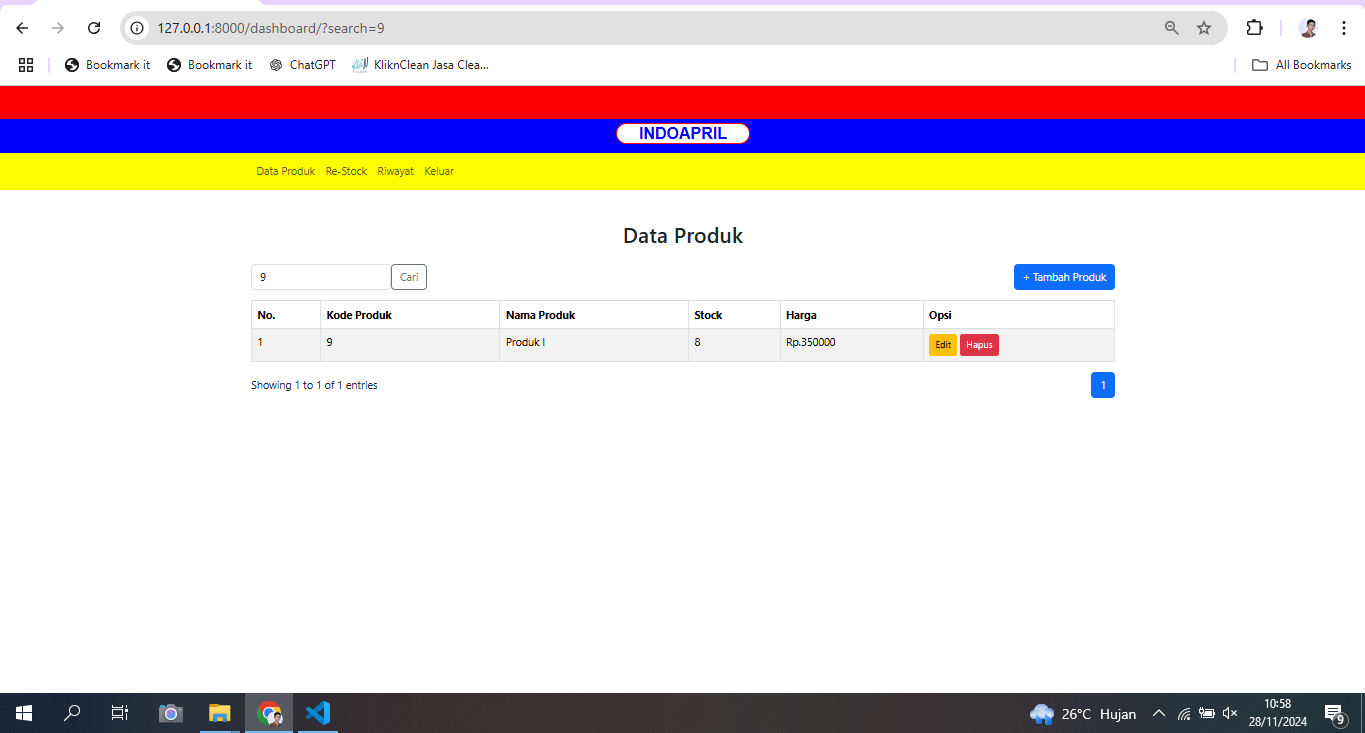 127.0.0.1:8000/dashboard/?search=9
Bookmark it Bookmark it ChatGPT KliknClean Jasa Clea... All Bookmarks
INDOAPRIL
Data Produk Re-Stock Riwayat Keluar
Data Produk
9 Cari + Tambah Produk
No. Kode Produk Nama Produk Stock Harga Opsi
1 9 Produk I 8 Rp.350000 Edit Hapus
Showing 1 to 1 of 1 entries 1
26°C Hujan 10:58
28/11/2024 9